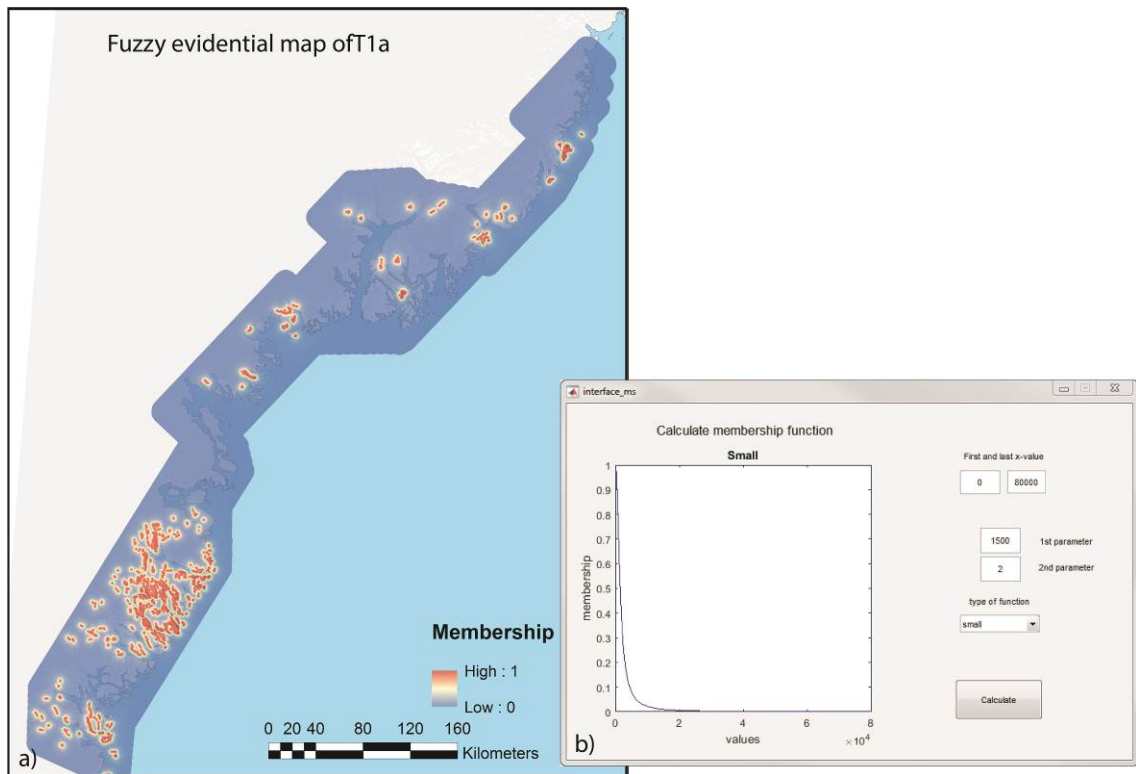 Fuzzy evidential map ofT1a
Membership
High : 1
Low : 0
0 20 40 80 120 160
Kilometers
a)
interface_ms
Calculate membership function
Small
1
0.9
0.8
0.7
0.6
0.5
0.4
0.3
0.2
0.1
0
membership
0 2 4 6 8
×10^4
values
First and last x-value
0 80000
1500 1st parameter
2 2nd parameter
type of function
small
Calculate
b)